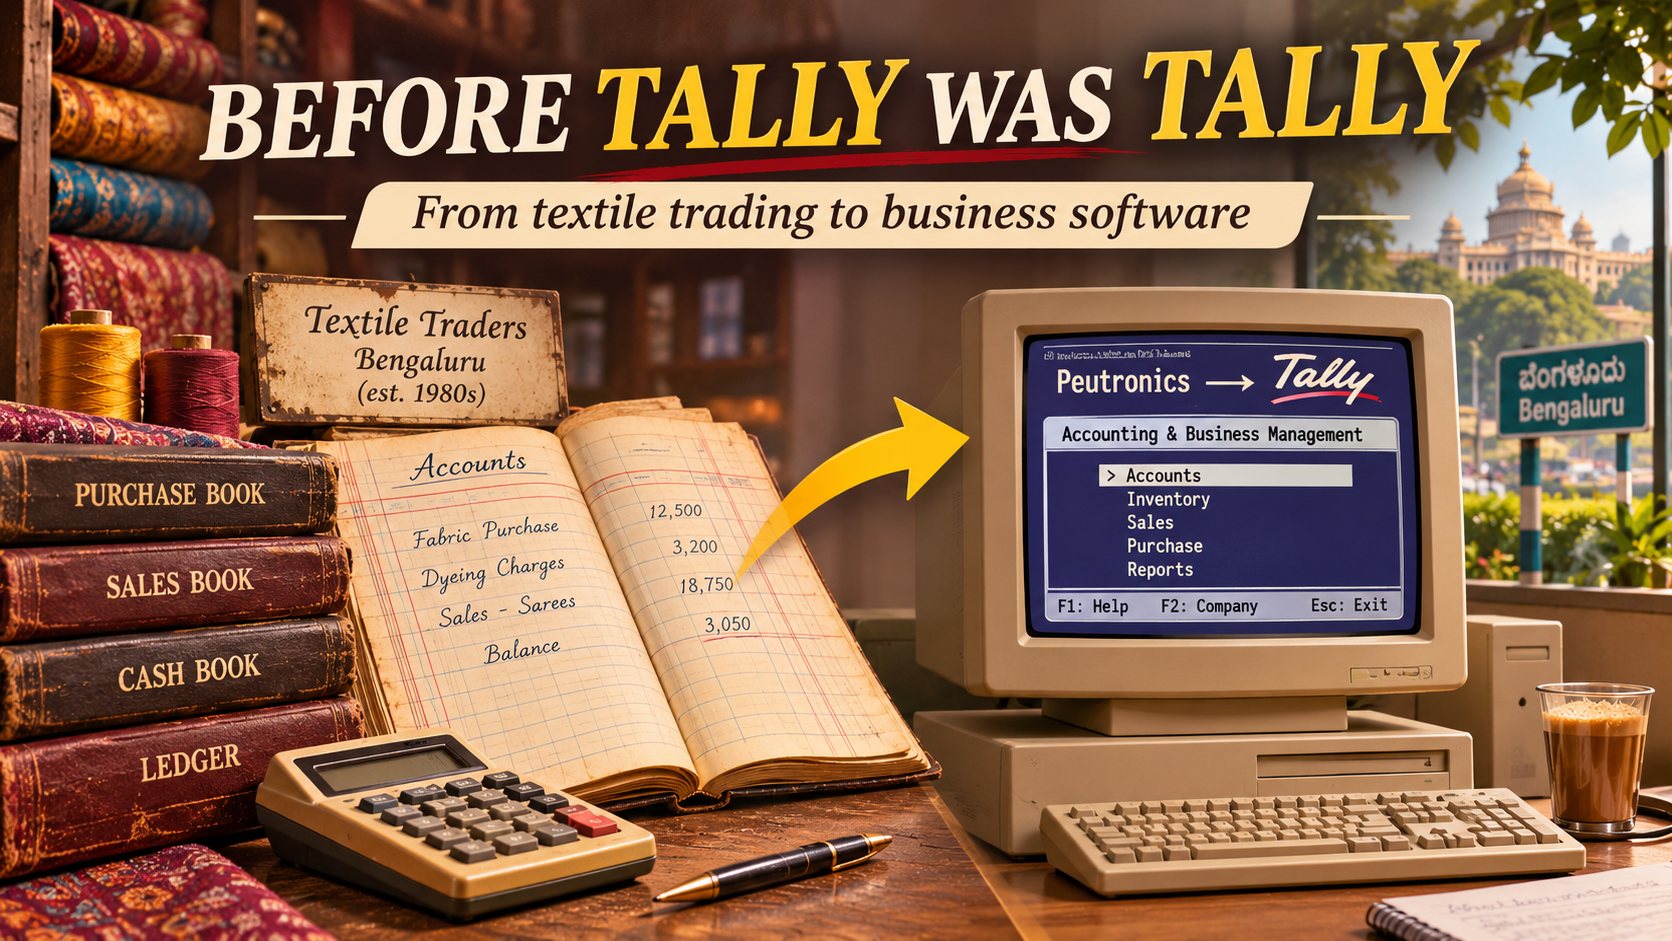 BEFORE TALLY WAS TALLY
From textile trading to business software
Textile Traders
Bengaluru
(est. 1980s)
PURCHASE BOOK
SALES BOOK
CASH BOOK
LEDGER
Accounts
Fabric Purchase
Dyeing Charges
Sales - Sarees
Balance
12,500
3,200
18,750
3,050
Peutronics → Tally
Accounting & Business Management
> Accounts
Inventory
Sales
Purchase
Reports
F1: Help F2: Company Esc: Exit
ಬೆಂಗಳೂರು
Bengaluru